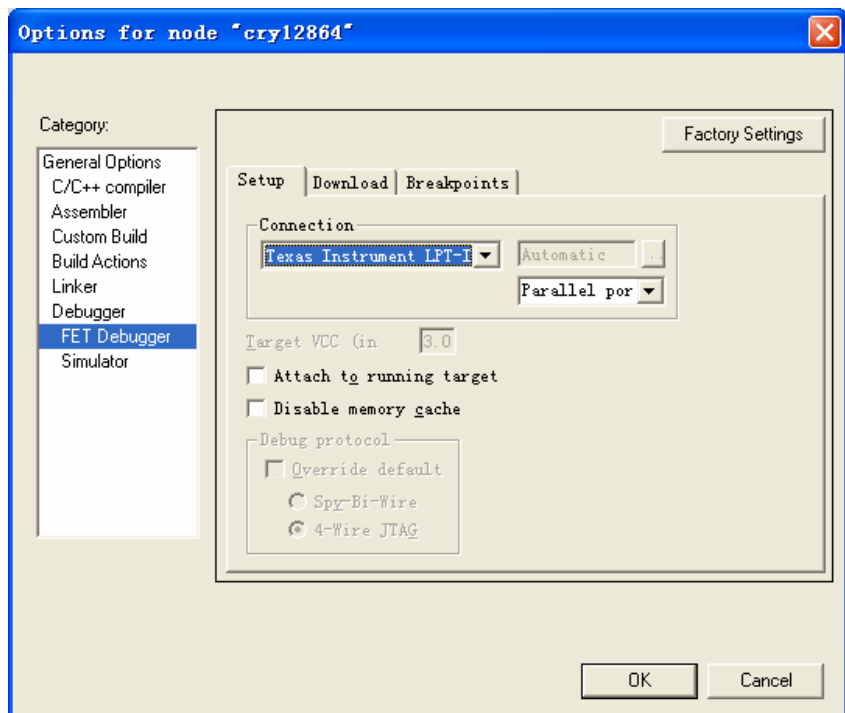 Options for node "cry12864"
Category:
Factory Settings
General Options
C/C++ compiler
Assembler
Custom Build
Build Actions
Linker
Debugger
FET Debugger
Simulator
Setup
Download
Breakpoints
Connection
Texas Instrument LPT-I
Automatic
..
Parallel por
Target VCC (in
3.0
Attach to running target
Disable memory cache
Debug protocol
Override default
Spy-Bi-Wire
4-Wire JTAG
OK
Cancel